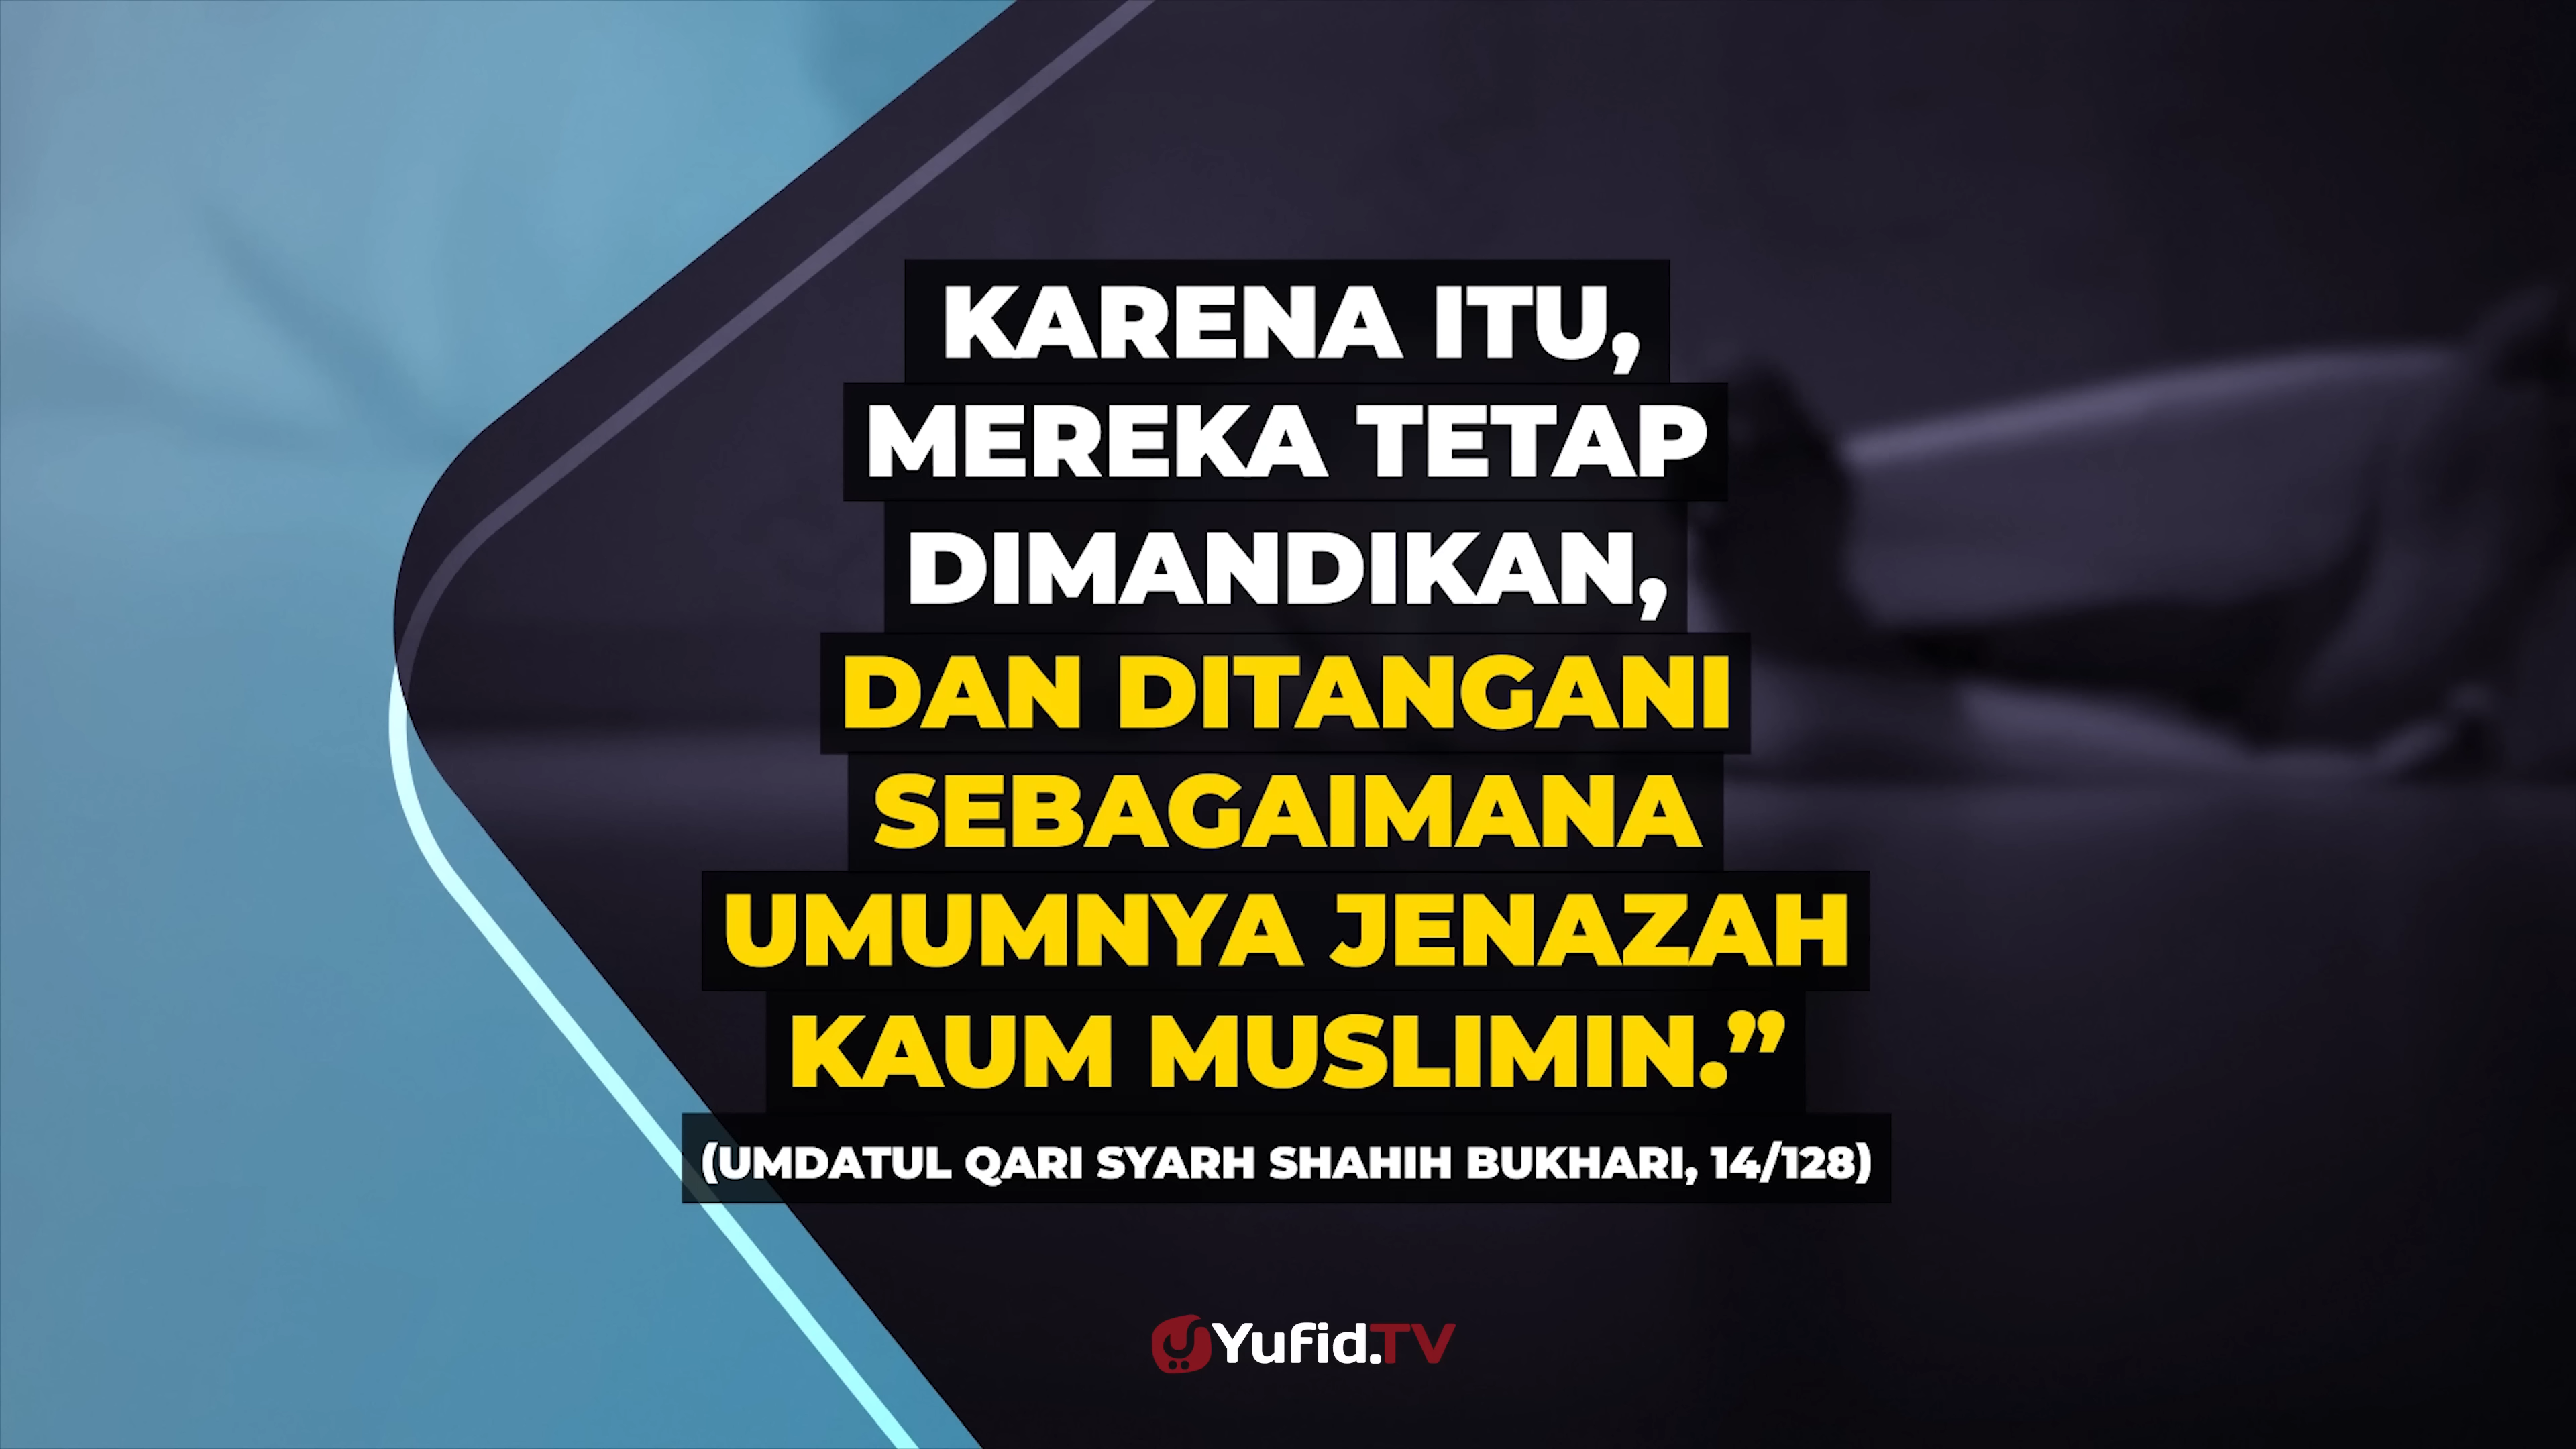 KARENA ITU,
MEREKA TETAP
DIMANDIKAN,
DAN DITANGANI
SEBAGAIMANA
UMUMNYA JENAZAH
KAUM MUSLIMIN.”
(UMDATUL QARI SYARH SHAHIH BUKHARI, 14/128)
Yufid.TV